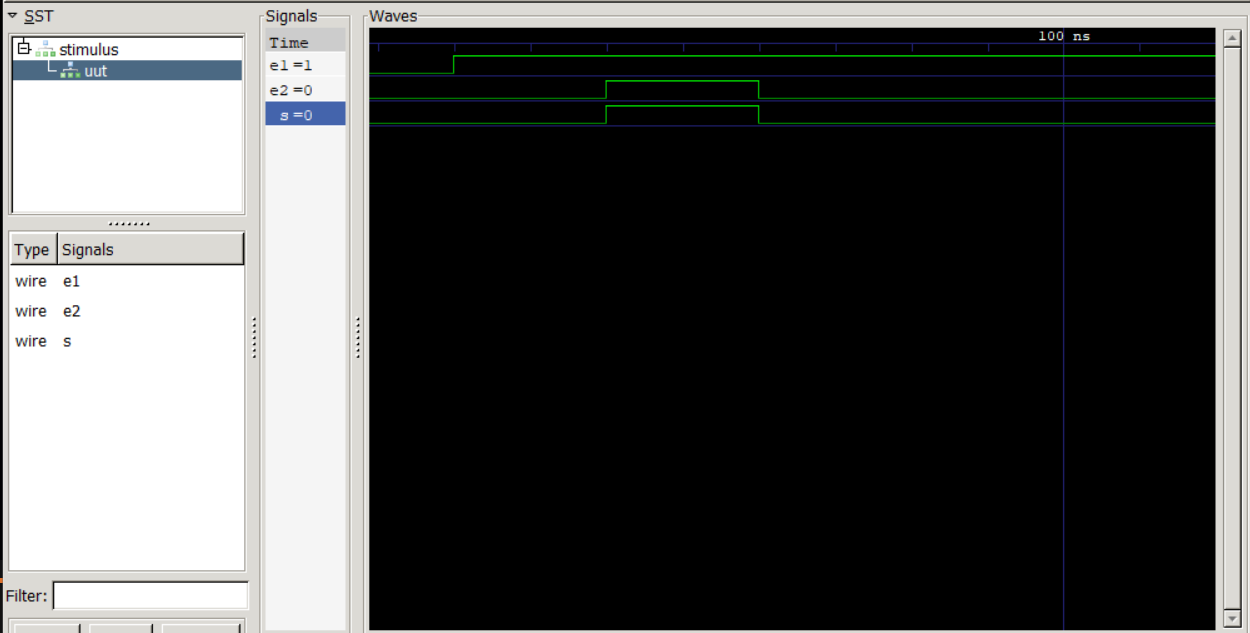 SST
stimulus
uut
Type Signals
wire e1
wire e2
wire s
Filter:
Signals
Time
e1=1
e2=0
s=0
Waves
100 ns